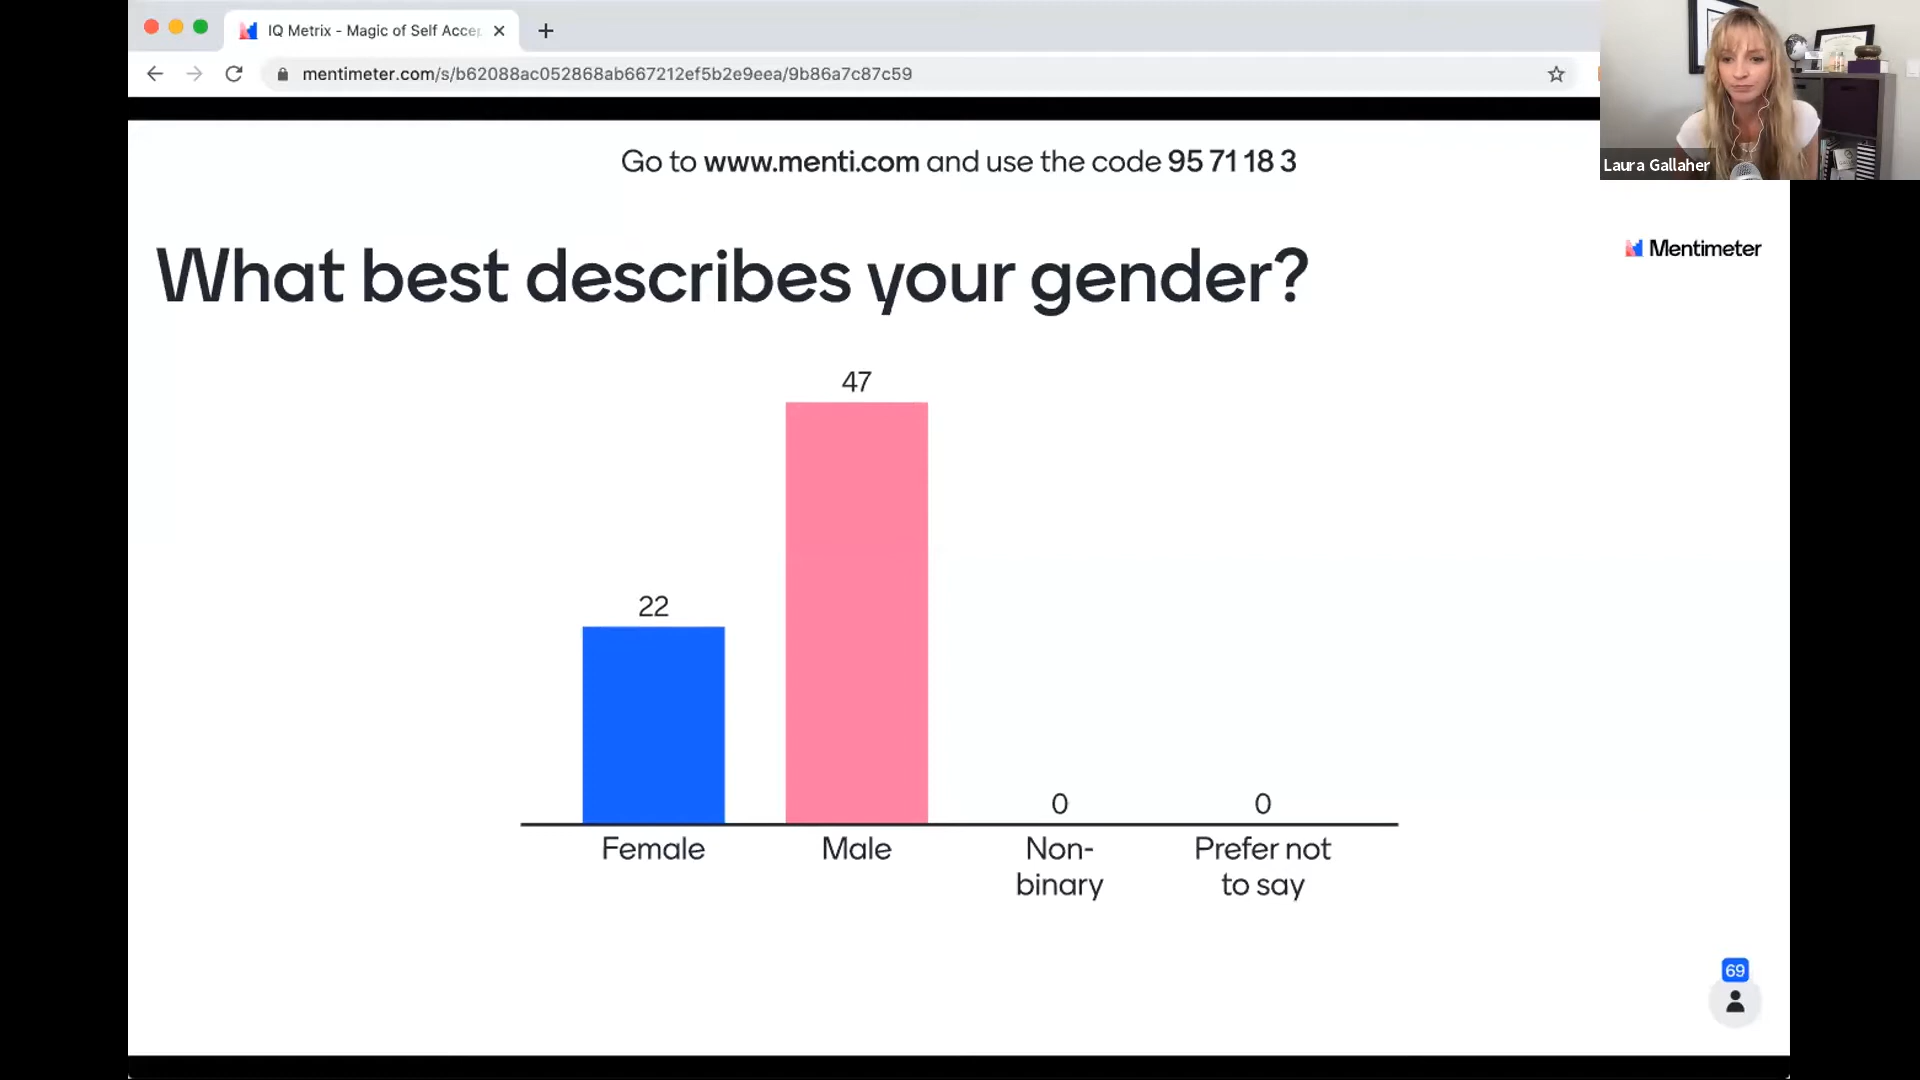 IQ Metrix - Magic of Self Accep
mentimeter.com/s/b62088ac052868ab667212ef5b2e9eea/9b86a7c87c59
Laura Gallaher
Go to www.menti.com and use the code 95 71 18 3
Mentimeter
What best describes your gender?
47
22
0
0
Female
Male
Non-
binary
Prefer not
to say
69